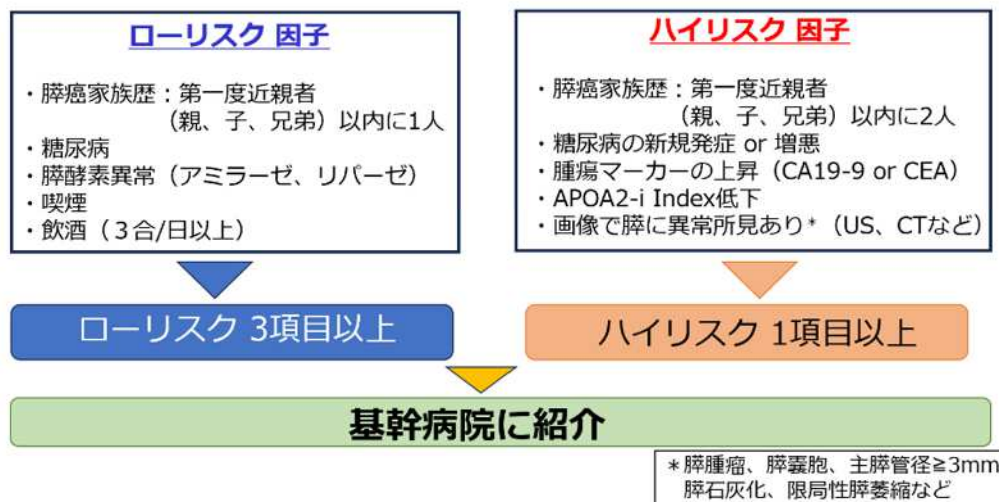 ローリスク 因子
・膵癌家族歴：第一度近親者
（親、子、兄弟）以内に1人
・糖尿病
・膵酵素異常（アミラーゼ、リパーゼ）
・喫煙
・飲酒（３合/日以上）
ハイリスク 因子
・膵癌家族歴：第一度近親者
（親、子、兄弟）以内に2人
・糖尿病の新規発症 or 増悪
・腫瘍マーカーの上昇（CA19-9 or CEA）
・APOA2-i Index低下
・画像で膵に異常所見あり*（US、CTなど）
ローリスク 3項目以上
ハイリスク 1項目以上
基幹病院に紹介
*膵腫瘤、膵嚢胞、主膵管径≧3mm
膵石灰化、限局性膵萎縮など